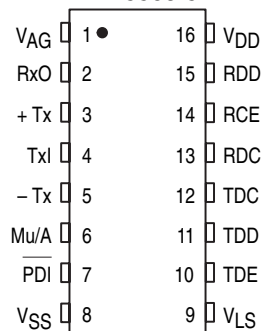 VAG 1 16 VDD
RxO 2 15 RDD
+ Tx 3 14 RCE
TxI 4 13 RDC
– Tx 5 12 TDC
Mu/A 6 11 TDD
PDI 7 10 TDE
VSS 8 9 VLS